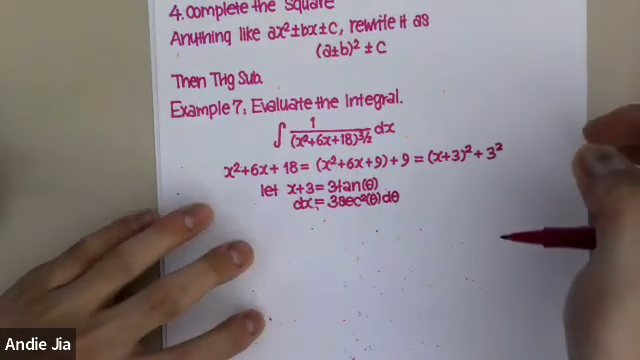 4. Complete the Square
Anything like ax²±bx±c, rewrite it as
(a±b)² ± C
Then Trig Sub.
Example 7: Evaluate the Integral.
∫ 1/(x²+6x+18)^(3/2) dx
x²+6x+18 = (x²+6x+9)+9 = (x+3)²+3²
let x+3=3tan(θ)
dx=3sec²(θ)dθ
Andie Jia